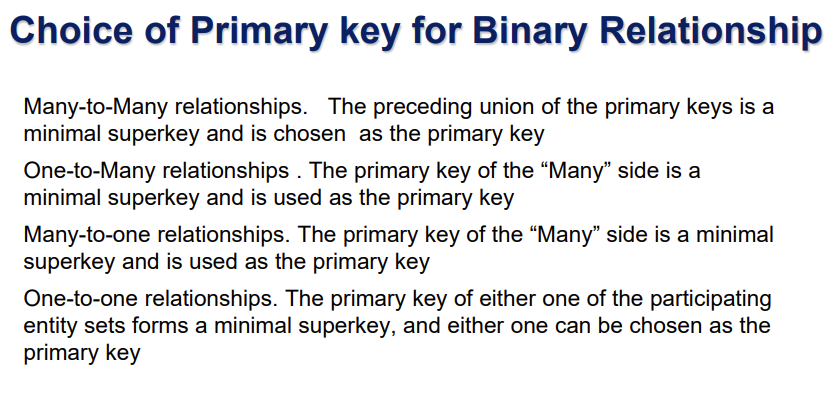 Choice of Primary key for Binary Relationship
Many-to-Many relationships.   The preceding union of the primary keys is a
minimal superkey and is chosen  as the primary key
One-to-Many relationships . The primary key of the “Many” side is a
minimal superkey and is used as the primary key
Many-to-one relationships. The primary key of the “Many” side is a minimal
superkey and is used as the primary key
One-to-one relationships. The primary key of either one of the participating
entity sets forms a minimal superkey, and either one can be chosen as the
primary key